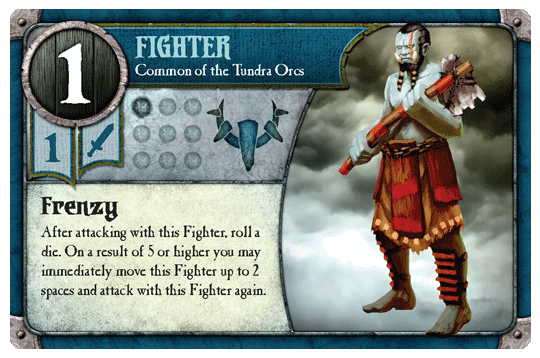 1
FIGHTER
Common of the Tundra Orcs
1
Frenzy
After attacking with this Fighter, roll a
die. On a result of 5 or higher you may
immediately move this Fighter up to 2
spaces and attack with this Fighter again.